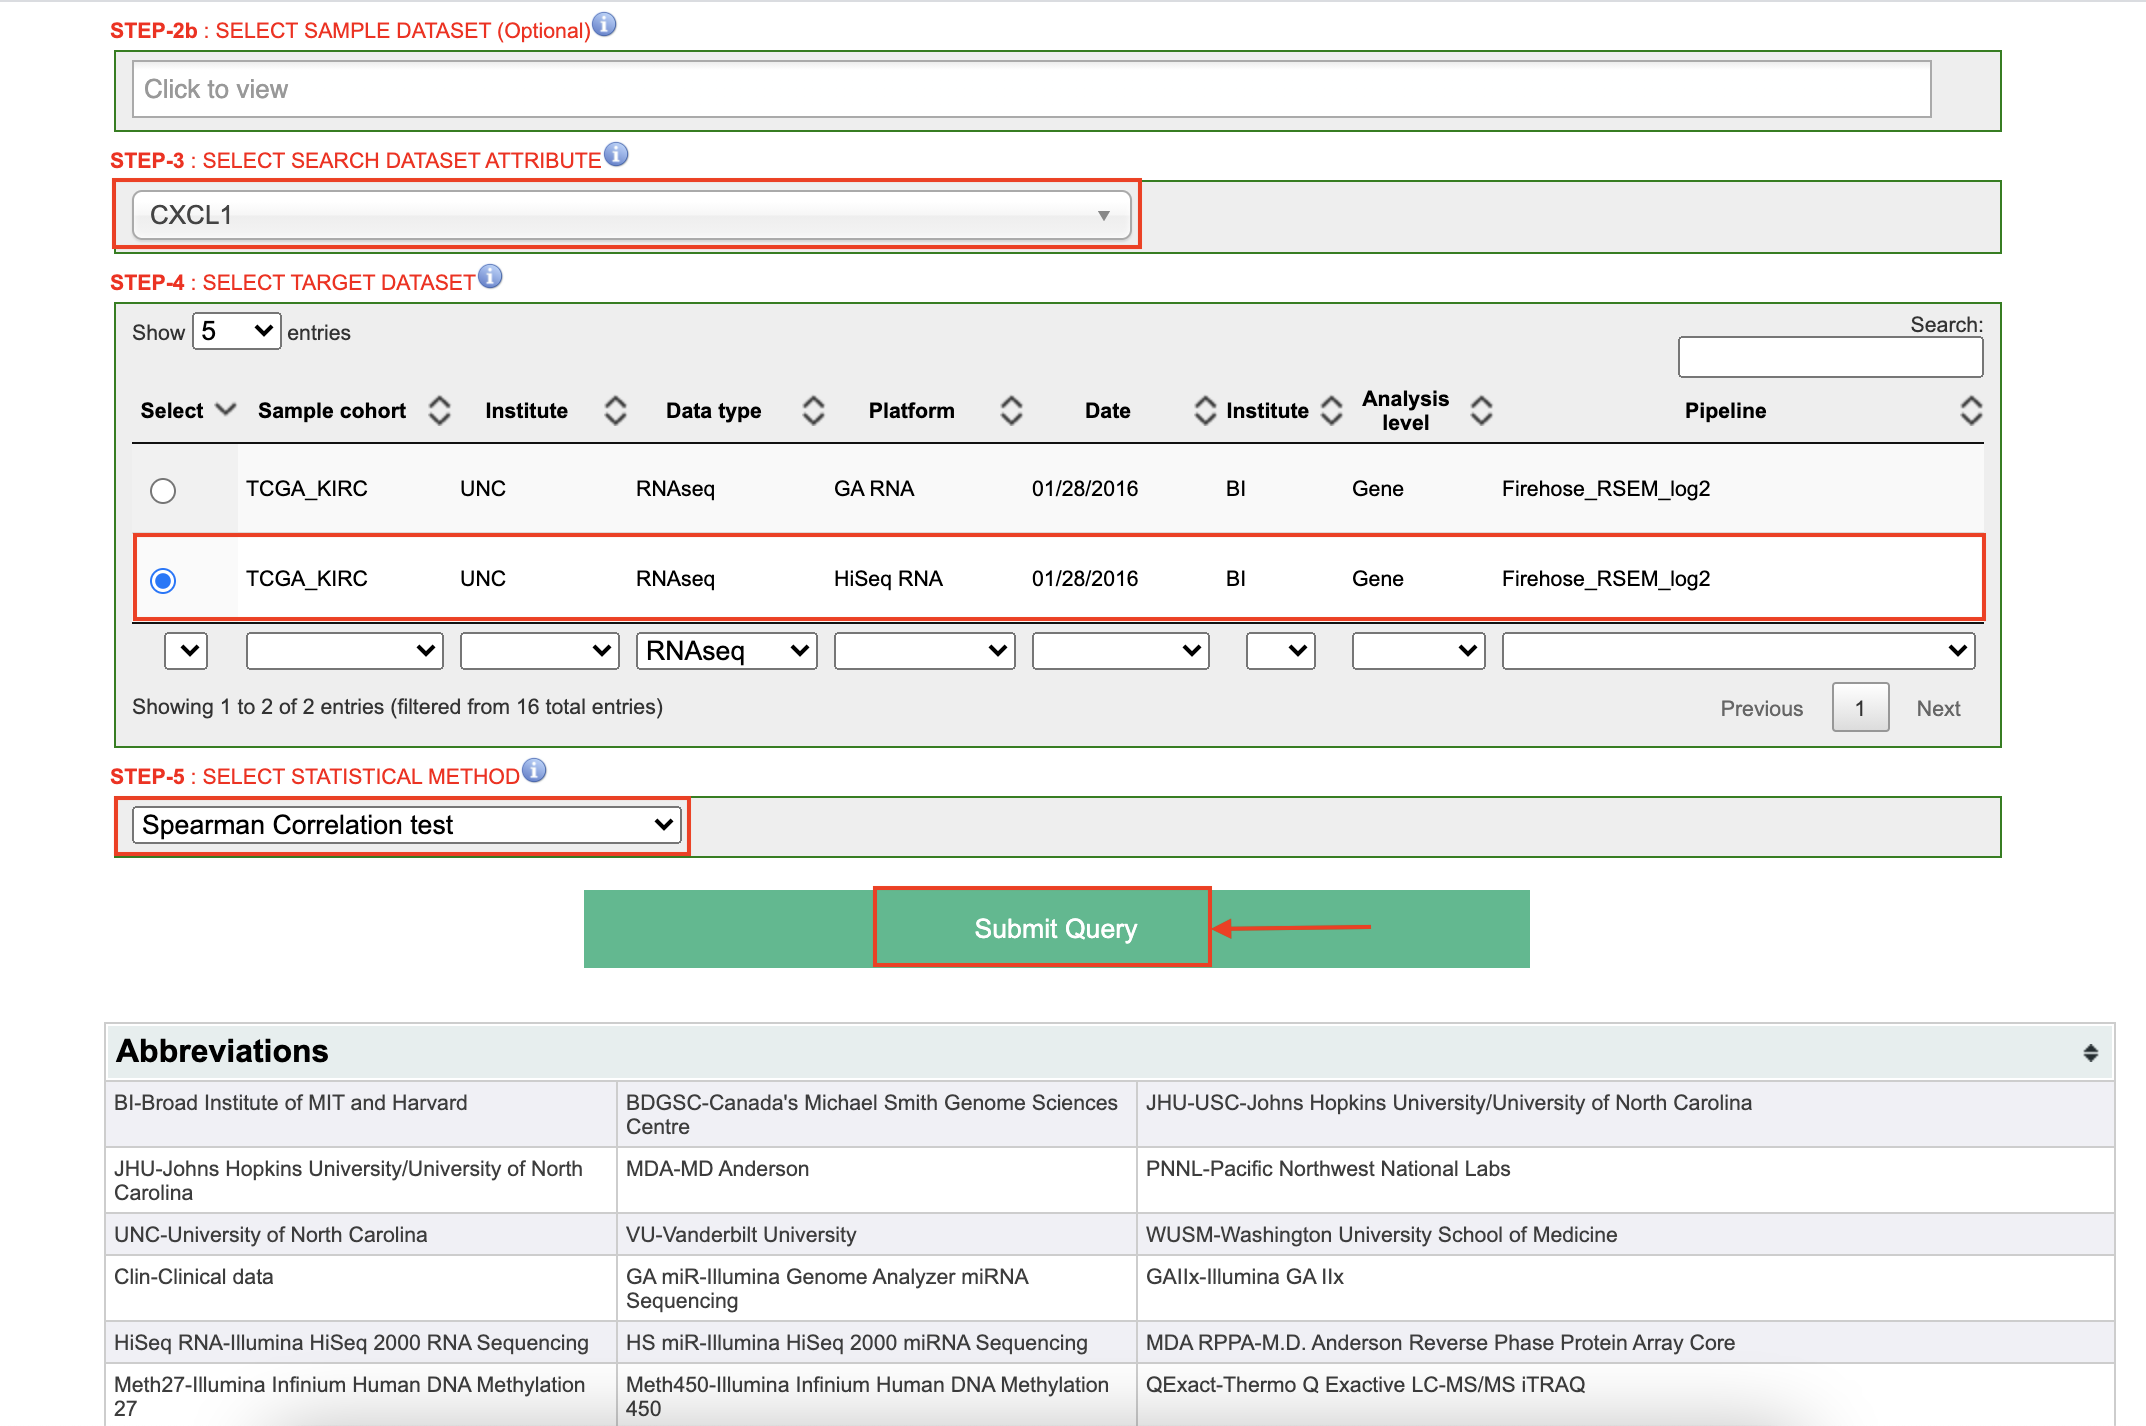 STEP-2b : SELECT SAMPLE DATASET (Optional)
Click to view
STEP-3 : SELECT SEARCH DATASET ATTRIBUTE
CXCL1
STEP-4 : SELECT TARGET DATASET
Show 5 entries
Search:
Select Sample cohort Institute Data type Platform Date Institute Analysis level Pipeline
TCGA_KIRC UNC RNAseq GA RNA 01/28/2016 BI Gene Firehose_RSEM_log2
TCGA_KIRC UNC RNAseq HiSeq RNA 01/28/2016 BI Gene Firehose_RSEM_log2
RNAseq
Showing 1 to 2 of 2 entries (filtered from 16 total entries)
Previous 1 Next
STEP-5 : SELECT STATISTICAL METHOD
Spearman Correlation test
Submit Query
Abbreviations
BI-Broad Institute of MIT and Harvard
BDGSC-Canada's Michael Smith Genome Sciences
Centre
JHU-USC-Johns Hopkins University/University of North Carolina
JHU-Johns Hopkins University/University of North
Carolina
MDA-MD Anderson
PNNL-Pacific Northwest National Labs
UNC-University of North Carolina
VU-Vanderbilt University
WUSM-Washington University School of Medicine
Clin-Clinical data
GA miR-Illumina Genome Analyzer miRNA
Sequencing
GAIIx-Illumina GA IIx
HiSeq RNA-Illumina HiSeq 2000 RNA Sequencing
HS miR-Illumina HiSeq 2000 miRNA Sequencing
MDA RPPA-M.D. Anderson Reverse Phase Protein Array Core
Meth27-Illumina Infinium Human DNA Methylation
27
Meth450-Illumina Infinium Human DNA Methylation
450
QExact-Thermo Q Exactive LC-MS/MS iTRAQ